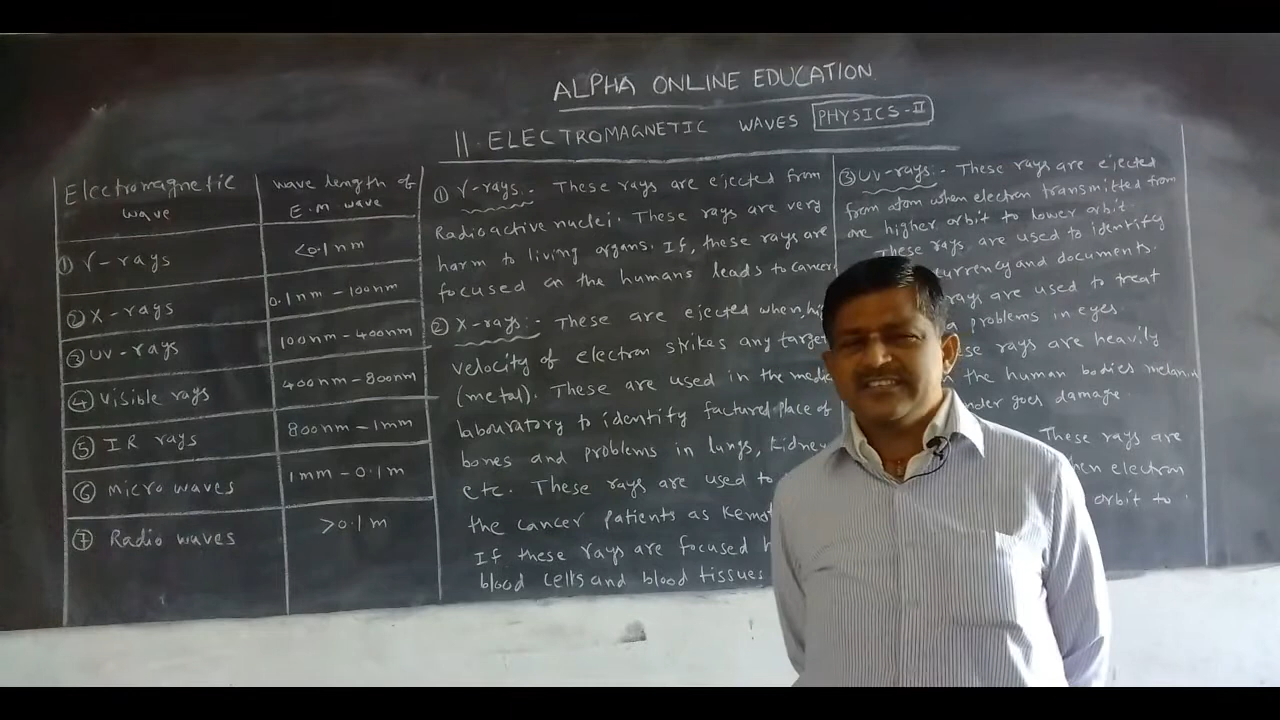 ALPHA ONLINE EDUCATION
11. ELECTROMAGNETIC WAVES PHYSICS-II
Electromagnetic wave
wave length of E.M. wave
① γ-rays
<0.1nm
② X-rays
0.1nm - 100nm
③ UV-rays
100nm - 400nm
④ Visible rays
400nm - 800nm
⑤ IR rays
800nm - 1mm
⑥ micro waves
1mm - 0.1m
⑦ Radio waves
>0.1m
① γ-rays:- These rays are ejected from
Radioactive nuclei. These rays are very
harm to living organs. If, these rays are
focused on the humans leads to cancer
② X-rays:- These are ejected when
velocity of electron strikes any target
(metal). These are used in the
labouratory to identify factured place of
bones and problems in lungs, kidney
etc. These rays are used to
the cancer patients as
If these rays are focused
blood cells and blood tissues
③ UV-rays:- These rays are ejected
from atom when electron transmitted from
are higher orbit to lower orbit.
These rays are used to identify
currency and documents.
rays are used to treat
problems in eyes.
rays are heavily
the human bodies melanin
under goes damage.
These rays are
when electron
orbit to